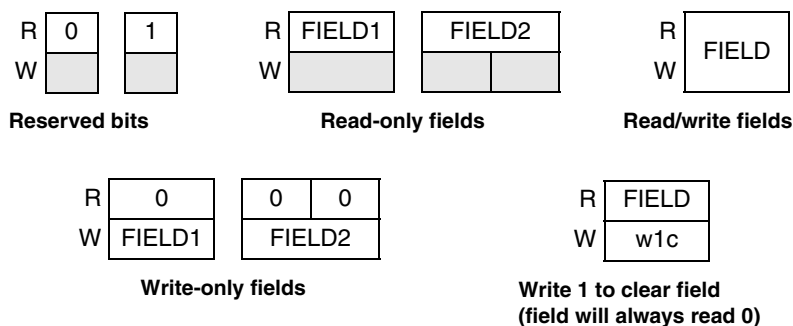 R 0 1
W
Reserved bits
R FIELD1 FIELD2
W
Read-only fields
R
W
FIELD
Read/write fields
R 0 0 0
W FIELD1 FIELD2
Write-only fields
R FIELD
W w1c
Write 1 to clear field
(field will always read 0)